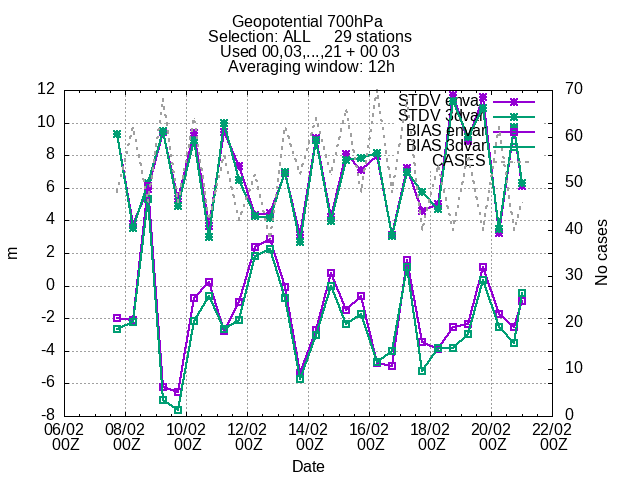 Geopotential 700hPa
Selection: ALL 29 stations
Used 00,03,...,21 + 00 03
Averaging window: 12h
12 70
STDV envar
10 60
STDV 3dvar
BIAS envar
8
BIAS 3dvar
CASES
6 50
4 40
2
m
0 30
No cases
-2 20
-4 10
-6
-8 0
06/02 08/02 10/02 12/02 14/02 16/02 18/02 20/02 22/02
00Z 00Z 00Z 00Z 00Z 00Z 00Z 00Z 00Z
Date